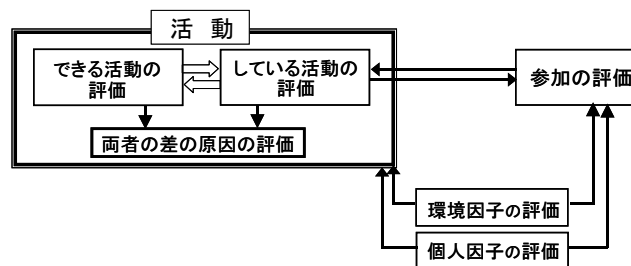 活　動
できる活動の
評価
している活動の
評価
両者の差の原因の評価
参加の評価
環境因子の評価
個人因子の評価